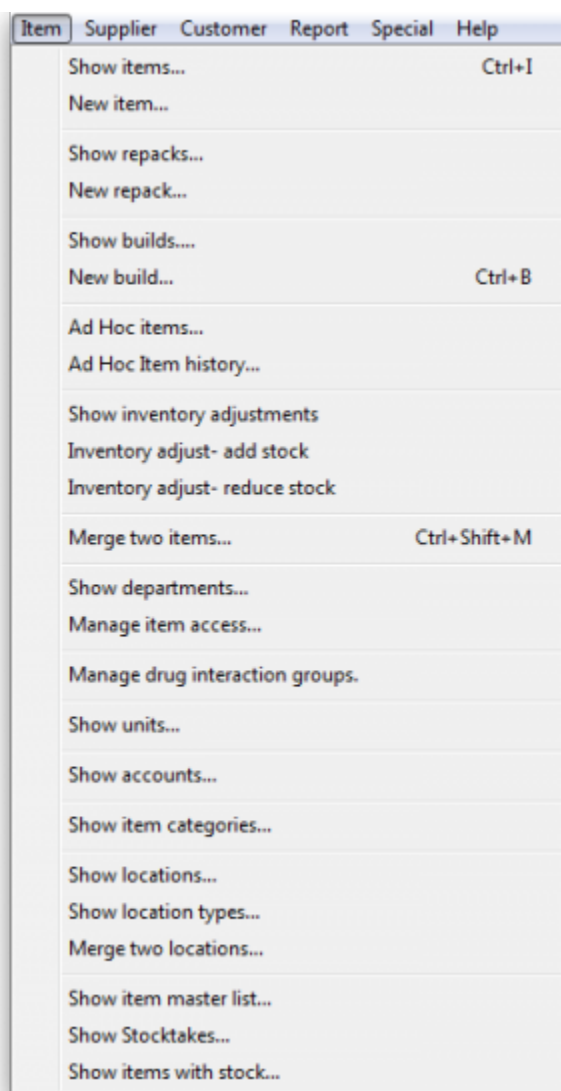 Item Supplier Customer Report Special Help
Show items... Ctrl+I
New item...
Show repacks...
New repack...
Show builds....
New build... Ctrl+B
Ad Hoc items...
Ad Hoc Item history...
Show inventory adjustments
Inventory adjust- add stock
Inventory adjust- reduce stock
Merge two items... Ctrl+Shift+M
Show departments...
Manage item access...
Manage drug interaction groups.
Show units...
Show accounts...
Show item categories...
Show locations...
Show location types...
Merge two locations...
Show item master list...
Show Stocktakes...
Show items with stock...